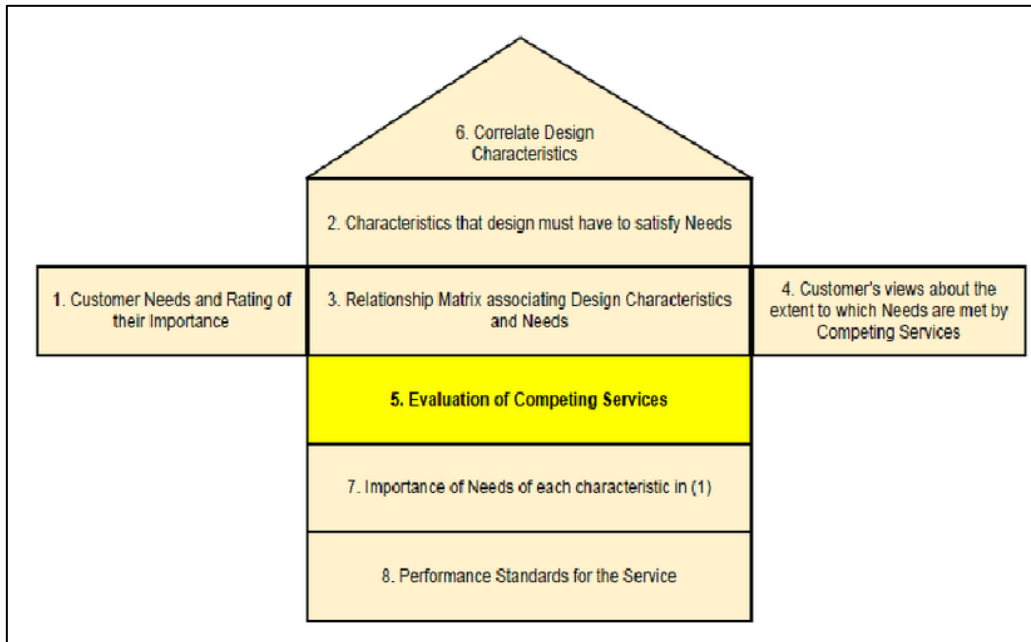 6. Correlate Design
Characteristics
2. Characteristics that design must have to satisfy Needs
1. Customer Needs and Rating of
their Importance
3. Relationship Matrix associating Design Characteristics
and Needs
4. Customer's views about the
extent to which Needs are met by
Competing Services
5. Evaluation of Competing Services
7. Importance of Needs of each characteristic in (1)
8. Performance Standards for the Service